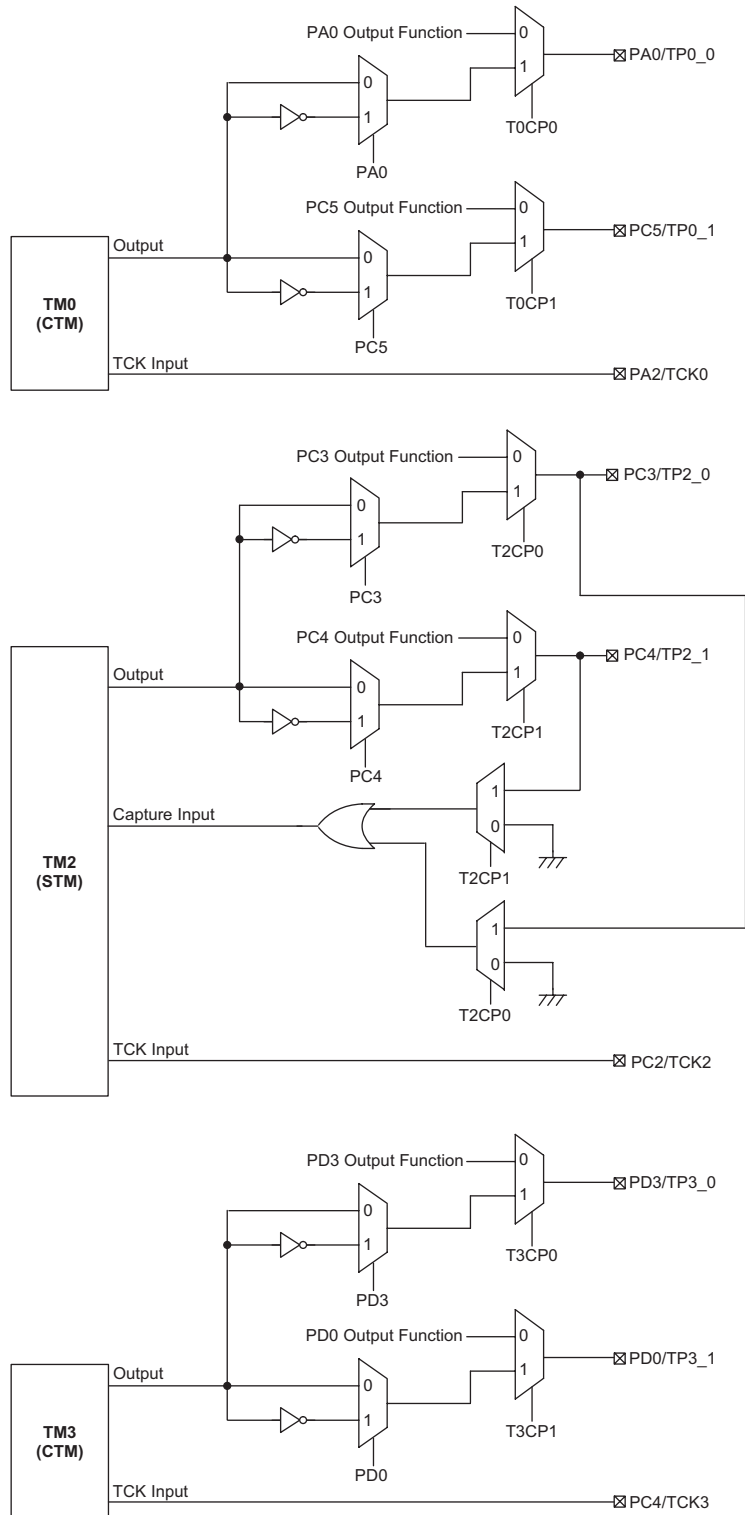 PA0 Output Function
0
1
PA0/TP0_0
0
1
T0CP0
PA0
PC5 Output Function
0
1
PC5/TP0_1
Output
0
1
TM0
(CTM)
T0CP1
PC5
TCK Input
PA2/TCK0
PC3 Output Function
0
1
PC3/TP2_0
0
1
T2CP0
PC3
PC4 Output Function
0
1
PC4/TP2_1
Output
0
1
T2CP1
PC4
1
Capture Input
0
TM2
(STM)
T2CP1
1
0
T2CP0
TCK Input
PC2/TCK2
PD3 Output Function
0
1
PD3/TP3_0
0
1
T3CP0
PD3
PD0 Output Function
0
1
PD0/TP3_1
Output
0
1
TM3
(CTM)
T3CP1
PD0
TCK Input
PC4/TCK3